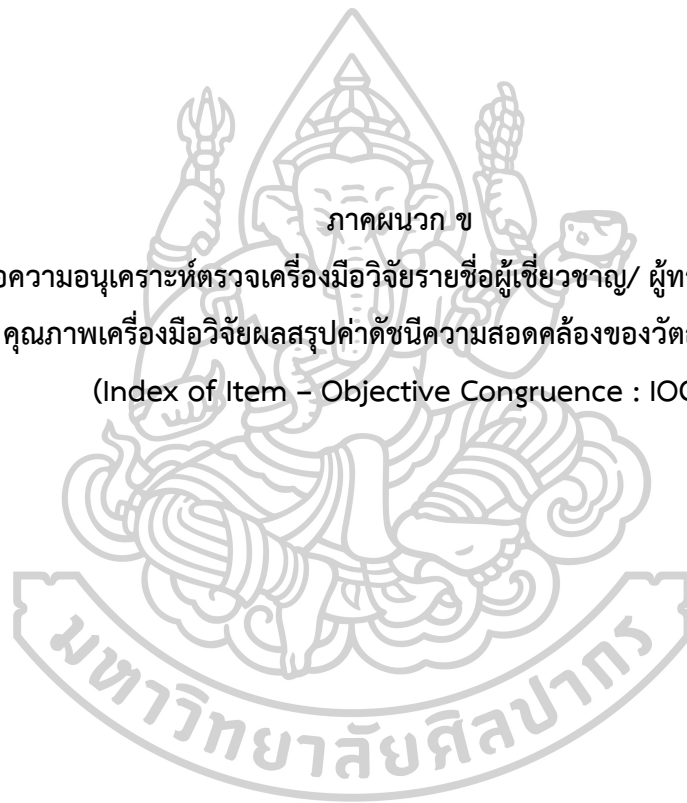 ภาคผนวก ข
อความอนุเคราะห์ตรวจเครื่องมือวิจัยรายชื่อผู้เชี่ยวชาญ/ ผู้ท
คุณภาพเครื่องมือวิจัยผลสรุปค่าดัชนีความสอดคล้องของวัต
(Index of Item – Objective Congruence : IOC
มหาวิทยาลัยศิลปากร